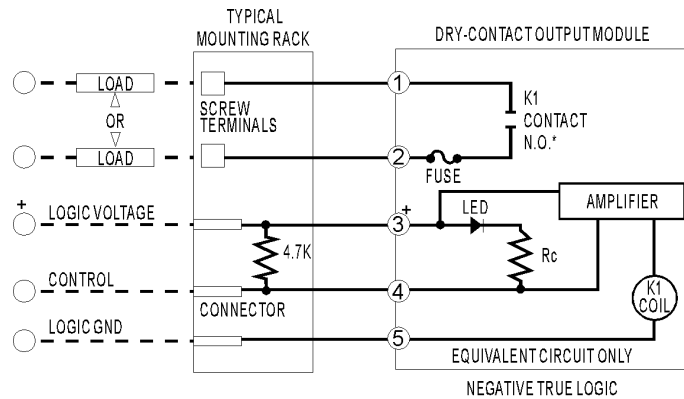 TYPICAL
MOUNTING RACK
DRY-CONTACT OUTPUT MODULE
LOAD
OR
LOAD
SCREW
TERMINALS
1
2
FUSE
K1
CONTACT
N.O.*
+
LOGIC VOLTAGE
3
+
LED
AMPLIFIER
4.7K
Rc
CONTROL
CONNECTOR
4
K1
COIL
LOGIC GND
5
EQUIVALENT CIRCUIT ONLY
NEGATIVE TRUE LOGIC